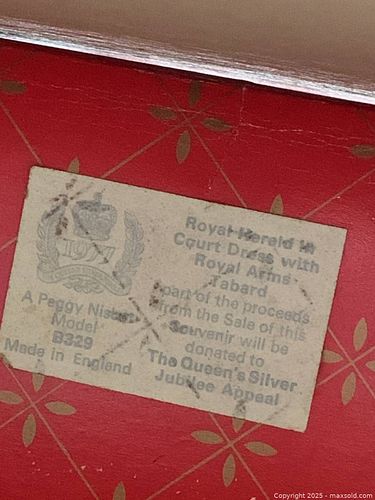 1977
A Peggy Nisbet
Model
B329
Made in England
Royal Herald in
Court Dress with
Royal Arms
Tabard
part of the proceeds
from the Sale of this
Souvenir will be
donated to
The Queen's Silver
Jubilee Appeal
Copyright 2025 - maxsold.com